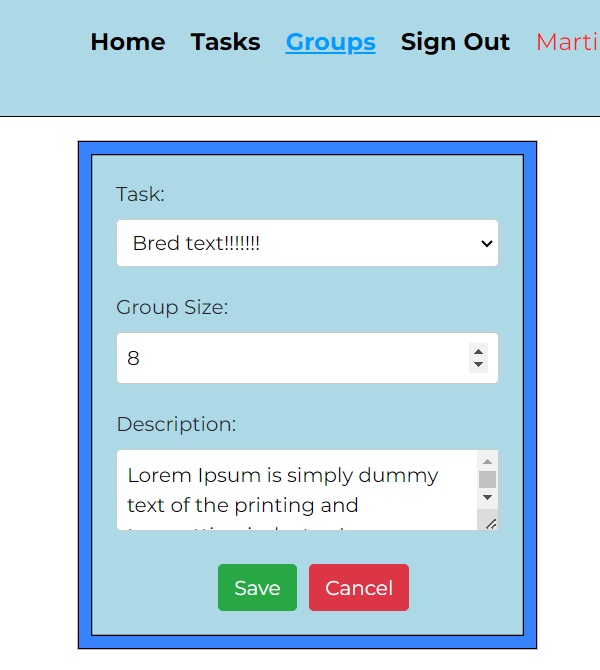 Home Tasks Groups Sign Out Marti
Task:
Bred text!!!!!!!
Group Size:
8
Description:
Lorem Ipsum is simply dummy
text of the printing and
Save Cancel